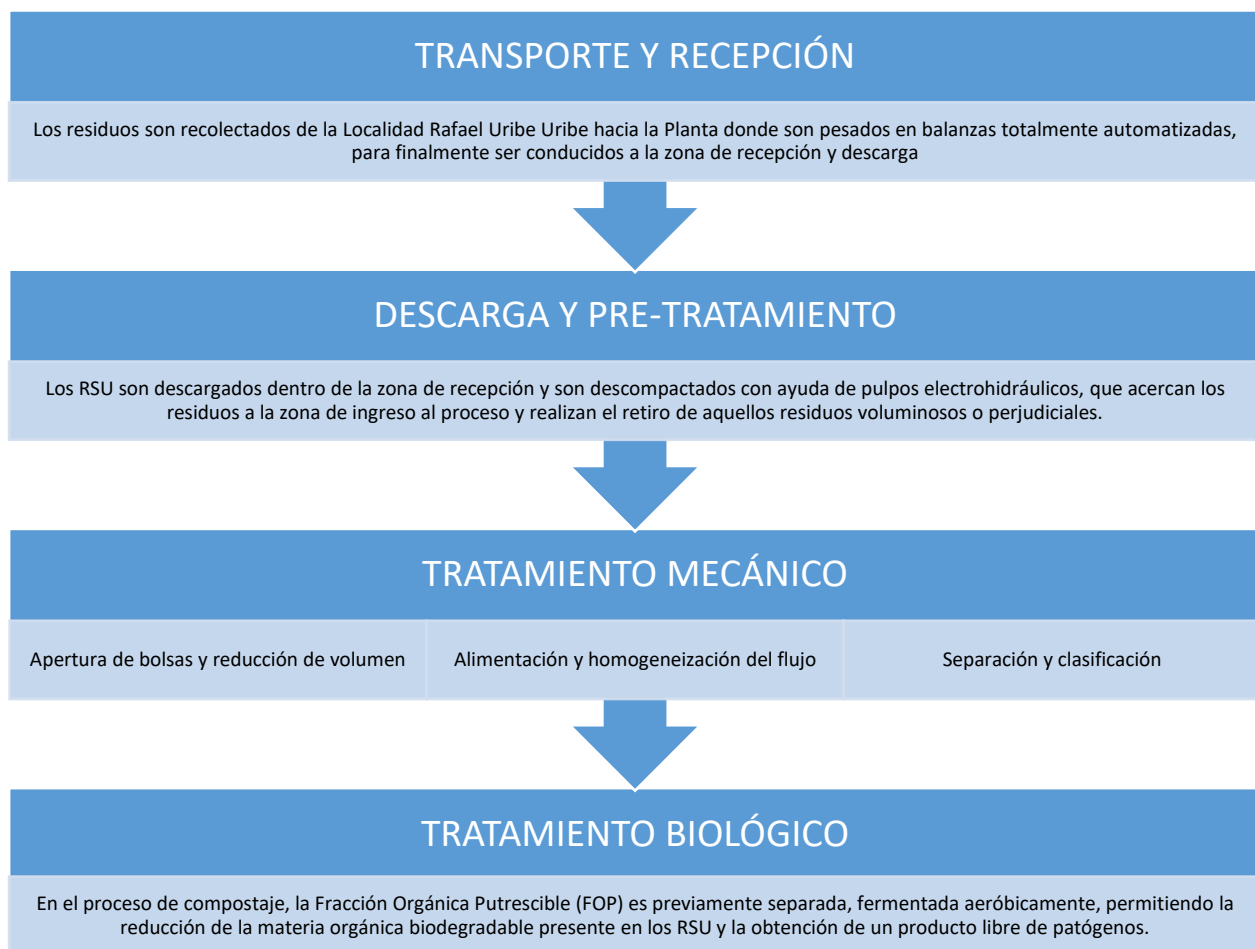 TRANSPORTE Y RECEPCIÓN
Los residuos son recolectados de la Localidad Rafael Uribe Uribe hacia la Planta donde son pesados en balanzas totalmente automatizadas,
para finalmente ser conducidos a la zona de recepción y descarga
DESCARGA Y PRE-TRATAMIENTO
Los RSU son descargados dentro de la zona de recepción y son descompactados con ayuda de pulpos electrohidráulicos, que acercan los
residuos a la zona de ingreso al proceso y realizan el retiro de aquellos residuos voluminosos o perjudiciales.
TRATAMIENTO MECÁNICO
Apertura de bolsas y reducción de volumen
Alimentación y homogeneización del flujo
Separación y clasificación
TRATAMIENTO BIOLÓGICO
En el proceso de compostaje, la Fracción Orgánica Putrescible (FOP) es previamente separada, fermentada aeróbicamente, permitiendo la
reducción de la materia orgánica biodegradable presente en los RSU y la obtención de un producto libre de patógenos.